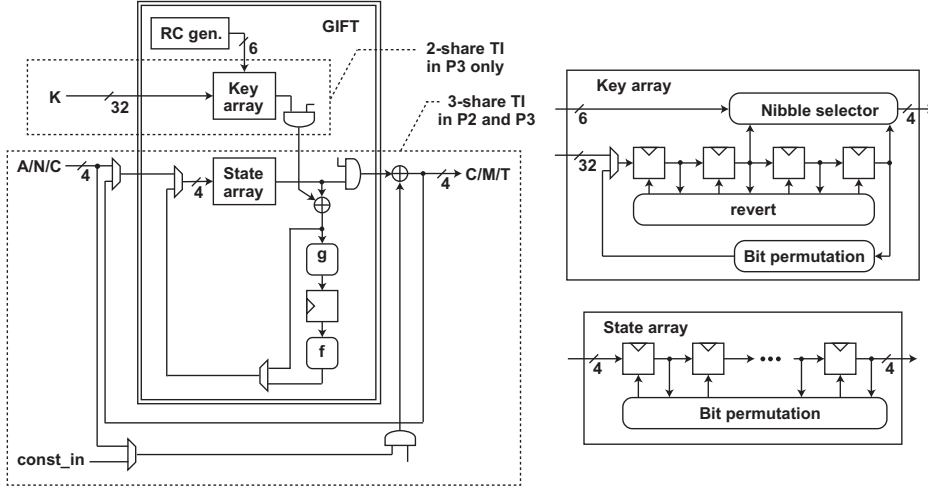 GIFT
RC gen.
6
2-share TI
in P3 only
K
32
Key
array
3-share TI
in P2 and P3
A/N/C
4
4
State
array
4
C/M/T
g
f
const_in
Key array
6
Nibble selector
4
32
revert
Bit permutation
State array
4
4
Bit permutation